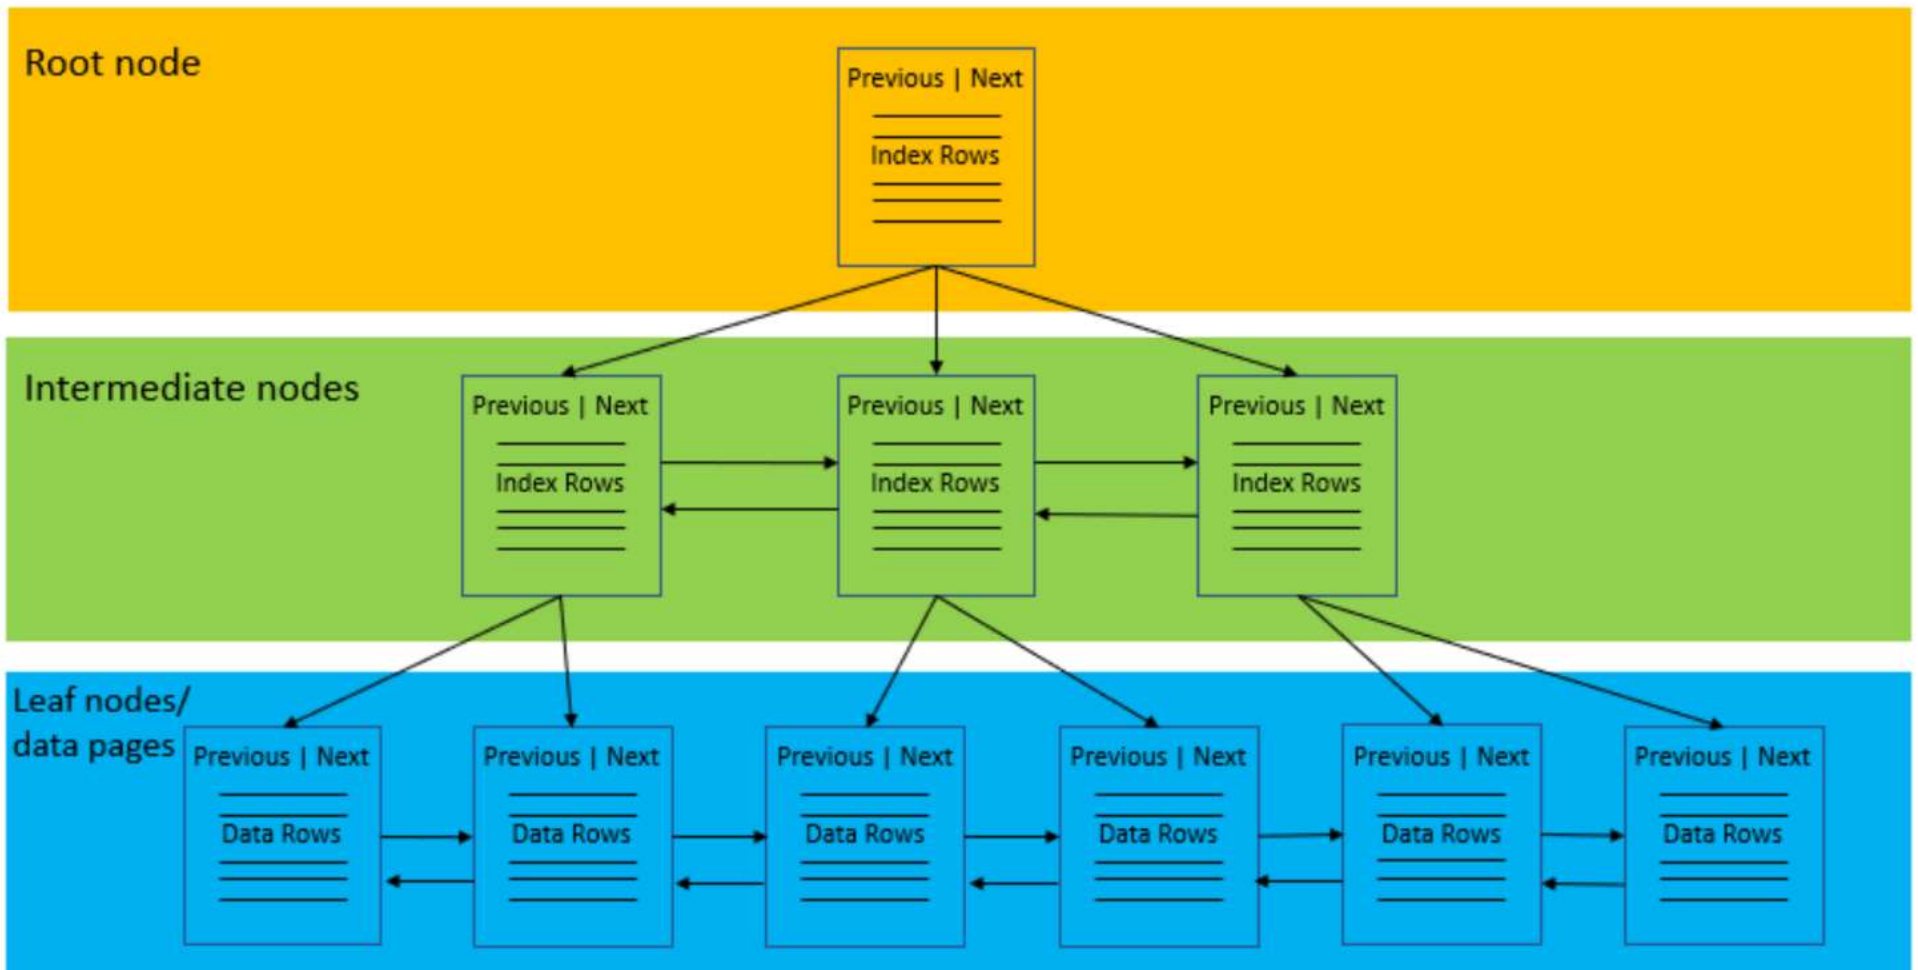 Root node
Previous | Next
Index Rows
Intermediate nodes
Previous | Next
Index Rows
Previous | Next
Index Rows
Previous | Next
Index Rows
Leaf nodes/
data pages
Previous | Next
Data Rows
Previous | Next
Data Rows
Previous | Next
Data Rows
Previous | Next
Data Rows
Previous | Next
Data Rows
Previous | Next
Data Rows